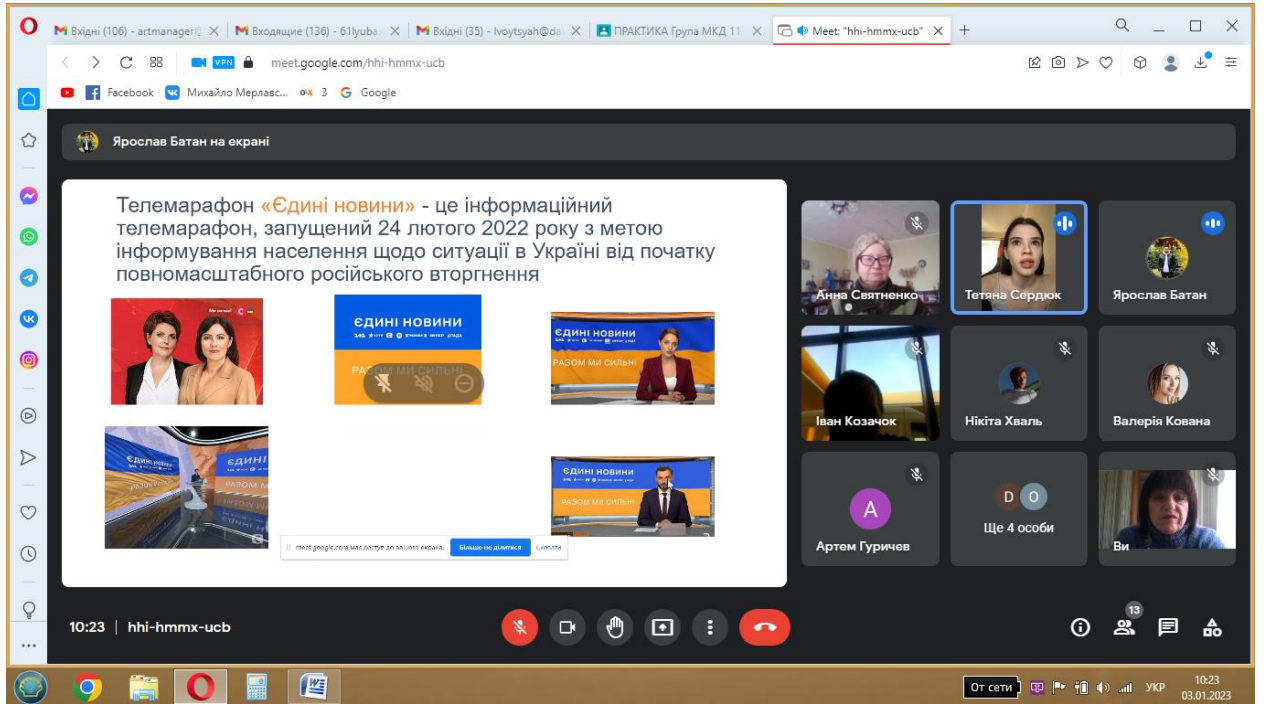 Вхідні (106) - artmanager@
Входящие (136) - 61lyuba
Вхідні (35) - lvoytsyah@da
ПРАКТИКА Група МКД 11
Meet: "hhi-hmmx-ucb"
VPN
meet.google.com/hhi-hmmx-ucb
Facebook
Михайло Мерлавс...
olx 3
Google
Ярослав Батан на екрані
Телемарафон «Єдині новини» - це інформаційний
телемарафон, запущений 24 лютого 2022 року з метою
інформування населення щодо ситуації в Україні від початку
повномасштабного російського вторгнення
ЄДИНІ НОВИНИ
РАЗОМ МИ СИЛЬНІ
ЄДИНІ НОВИНИ
РАЗОМ МИ СИЛЬНІ
ЄДИНІ НОВИНИ
ЄДИНІ
РАЗОМ М
ЄДИНІ НОВИНИ
РАЗОМ МИ СИЛЬНІ
meet.google.com має доступ до вашого екрана.
Більше не ділитися
Сховати
Анна Святненко
Тетяна Сердюк
Ярослав Батан
Іван Козачок
Нікіта Хваль
Валерія Кована
A
Артем Гуричев
D O
Ще 4 особи
Ви
10:23 | hhi-hmmx-ucb
13
От сети
УКР
10:23
03.01.2023